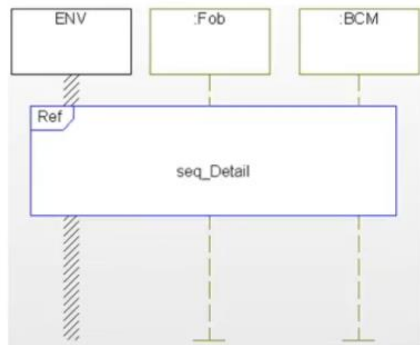 ENV
:Fob
:BCM
Ref
seq_Detail